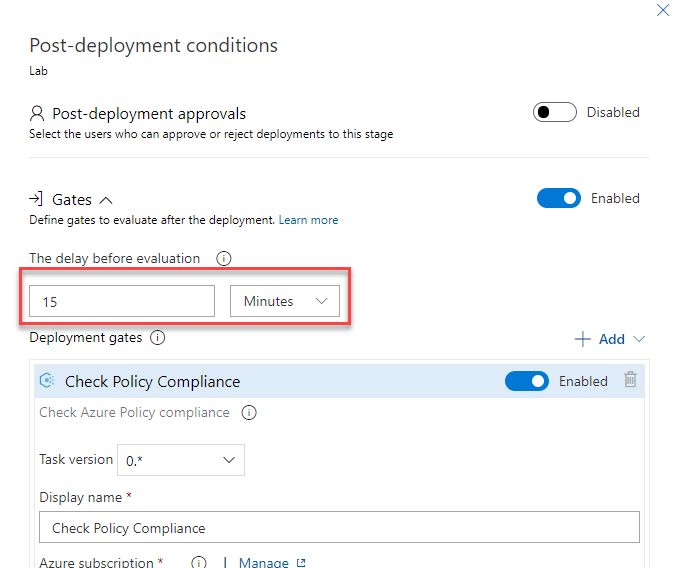 Post-deployment conditions
Lab
Post-deployment approvals
Disabled
Select the users who can approve or reject deployments to this stage
Gates
Enabled
Define gates to evaluate after the deployment. Learn more
The delay before evaluation
15
Minutes
Deployment gates
Add
Check Policy Compliance
Enabled
Check Azure Policy compliance
Task version
0.*
Display name *
Check Policy Compliance
Azure subscription * | Manage